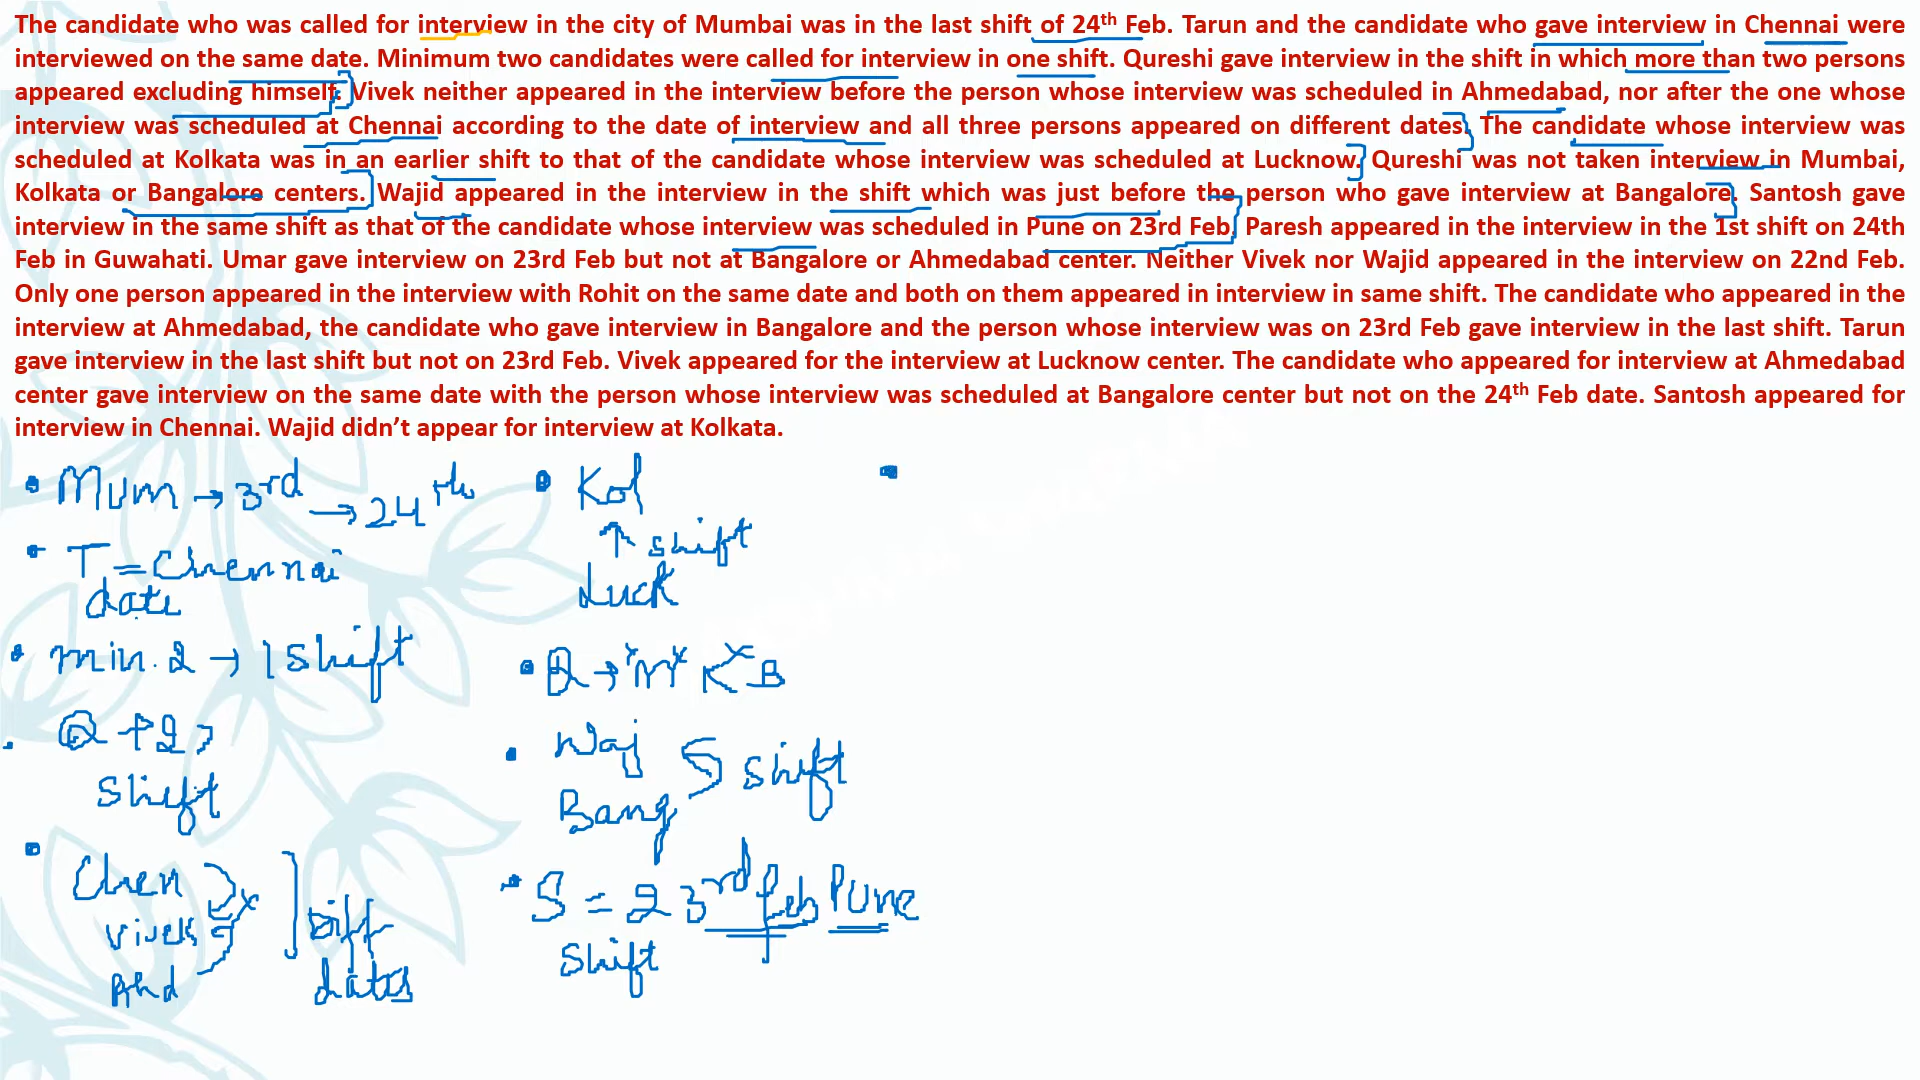 The candidate who was called for interview in the city of Mumbai was in the last shift of 24th Feb. Tarun and the candidate who gave interview in Chennai were
interviewed on the same date. Minimum two candidates were called for interview in one shift. Qureshi gave interview in the shift in which more than two persons
appeared excluding himself. Vivek neither appeared in the interview before the person whose interview was scheduled in Ahmedabad, nor after the one whose
interview was scheduled at Chennai according to the date of interview and all three persons appeared on different dates. The candidate whose interview was
scheduled at Kolkata was in an earlier shift to that of the candidate whose interview was scheduled at Lucknow. Qureshi was not taken interview in Mumbai,
Kolkata or Bangalore centers. Wajid appeared in the interview in the shift which was just before the person who gave interview at Bangalore. Santosh gave
interview in the same shift as that of the candidate whose interview was scheduled in Pune on 23rd Feb. Paresh appeared in the interview in the 1st shift on 24th
Feb in Guwahati. Umar gave interview on 23rd Feb but not at Bangalore or Ahmedabad center. Neither Vivek nor Wajid appeared in the interview on 22nd Feb.
Only one person appeared in the interview with Rohit on the same date and both on them appeared in interview in same shift. The candidate who appeared in the
interview at Ahmedabad, the candidate who gave interview in Bangalore and the person whose interview was on 23rd Feb gave interview in the last shift. Tarun
gave interview in the last shift but not on 23rd Feb. Vivek appeared for the interview at Lucknow center. The candidate who appeared for interview at Ahmedabad
center gave interview on the same date with the person whose interview was scheduled at Bangalore center but not on the 24th Feb date. Santosh appeared for
interview in Chennai. Wajid didn't appear for interview at Kolkata.
Mum → 3rd → 24th
T = Chennai
date
min. 2 → 1 Shift
Q + 2 >
Shift
Chen
vivek
Ahd
Diff
dates
Kol
↑ shift
Luck
Q → M K B
Waj
Bang
shift
S = 23rd feb Pune
Shift